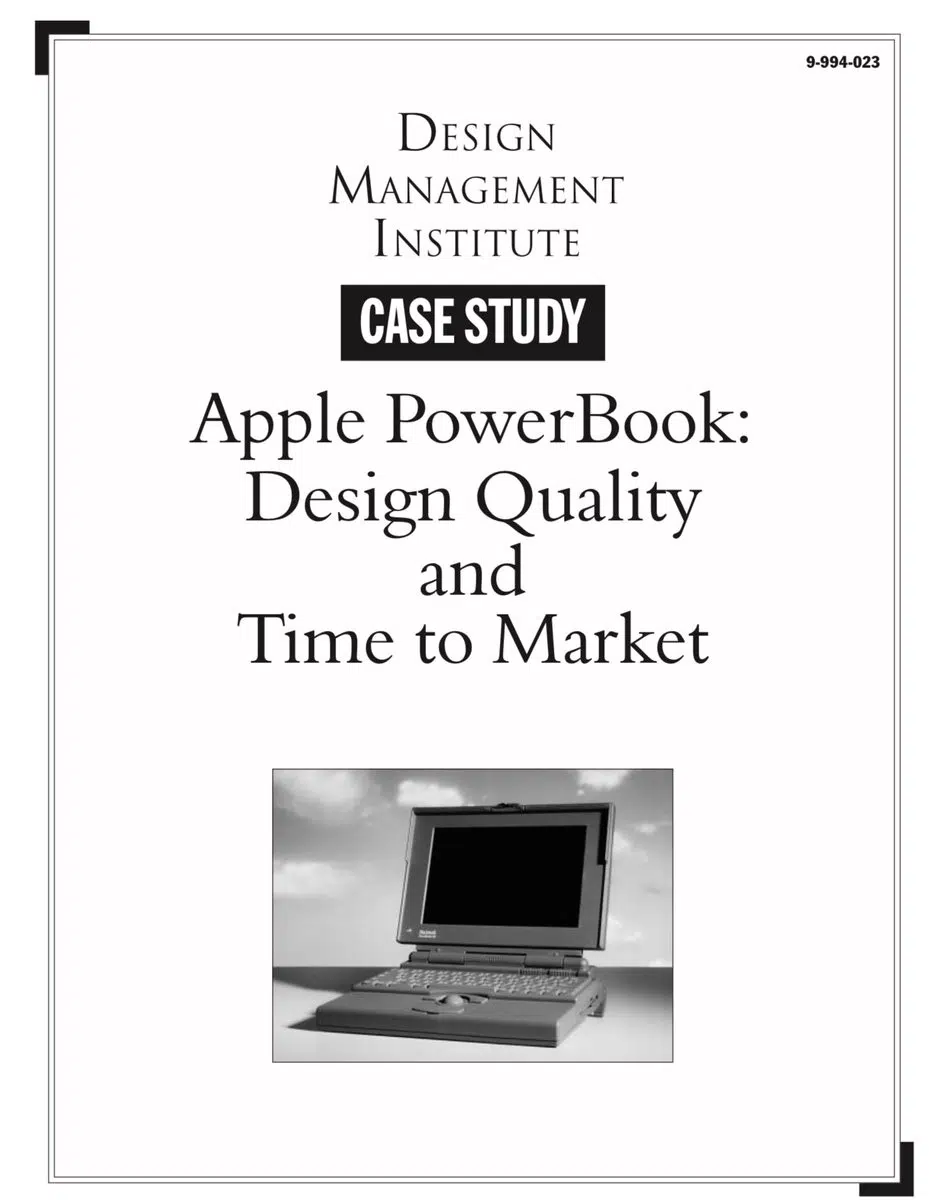 9-994-023
DESIGN
MANAGEMENT
INSTITUTE
CASE STUDY
Apple PowerBook:
Design Quality
and
Time to Market